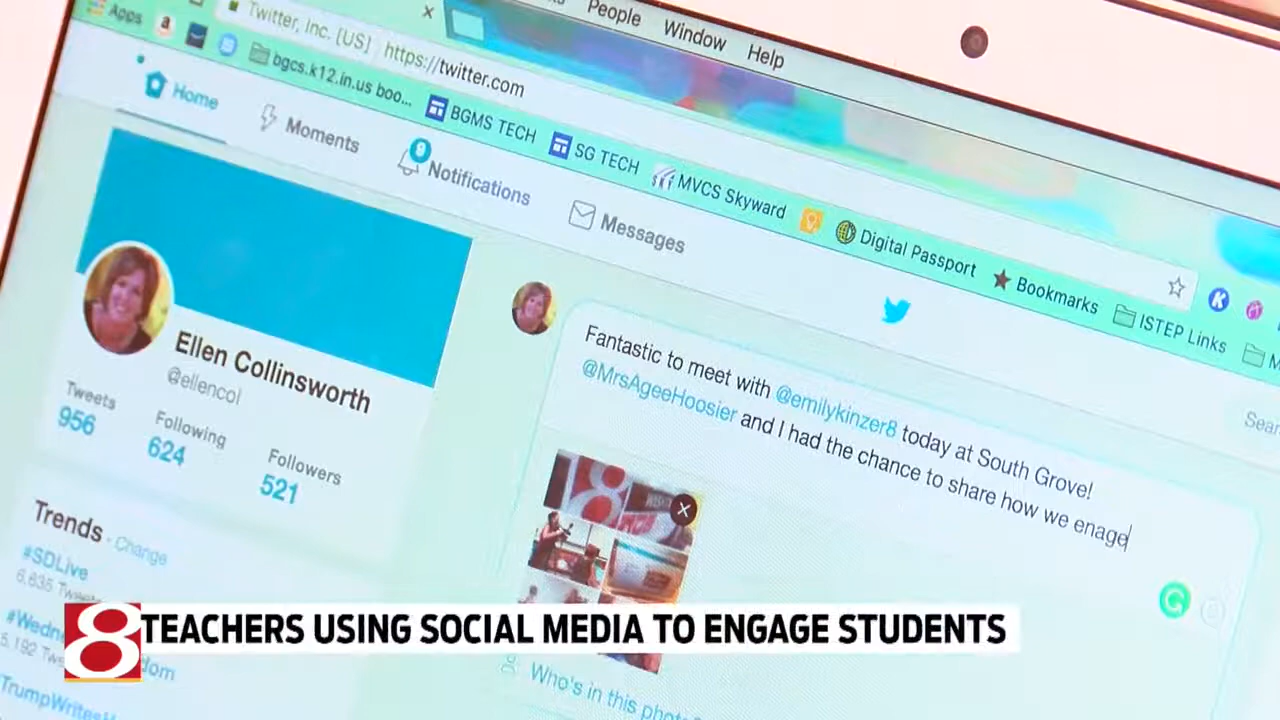 People
Window
Help
Apps
Twitter, Inc. [US]
https://twitter.com
bgcs.k12.in.us boo...
BGMS TECH
SG TECH
MVCS Skyward
Digital Passport
Bookmarks
ISTEP Links
Home
Moments
Notifications
Messages
Ellen Collinsworth
@ellencol
Tweets
956
Following
624
Followers
521
Fantastic to meet with @emilykinzer8 today at South Grove!
@MrsAgeeHoosier and I had the chance to share how we enage
Trends · Change
#SDLive
8 TEACHERS USING SOCIAL MEDIA TO ENGAGE STUDENTS
Who's in this photo